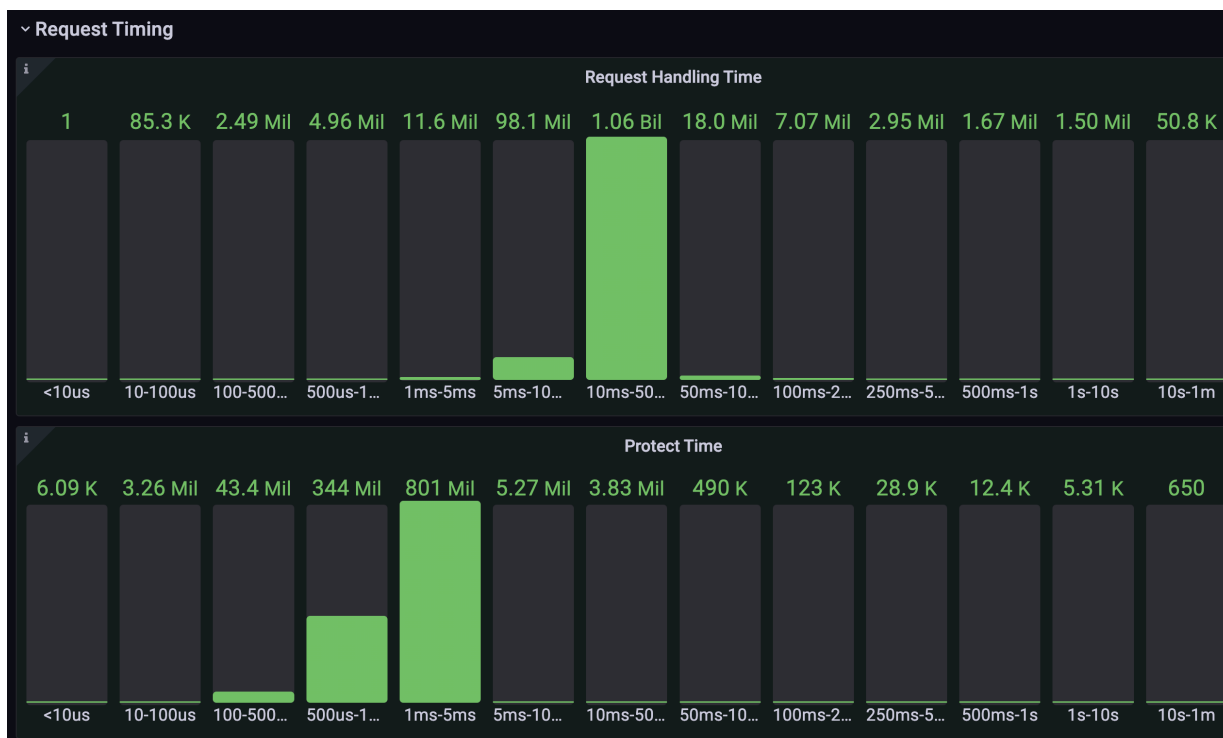 Request Timing
i
Request Handling Time
1 85.3 K 2.49 Mil 4.96 Mil 11.6 Mil 98.1 Mil 1.06 Bil 18.0 Mil 7.07 Mil 2.95 Mil 1.67 Mil 1.50 Mil 50.8 K
<10us 10-100us 100-500... 500us-1... 1ms-5ms 5ms-10... 10ms-50... 50ms-10... 100ms-2... 250ms-5... 500ms-1s 1s-10s 10s-1m
i
Protect Time
6.09 K 3.26 Mil 43.4 Mil 344 Mil 801 Mil 5.27 Mil 3.83 Mil 490 K 123 K 28.9 K 12.4 K 5.31 K 650
<10us 10-100us 100-500... 500us-1... 1ms-5ms 5ms-10... 10ms-50... 50ms-10... 100ms-2... 250ms-5... 500ms-1s 1s-10s 10s-1m